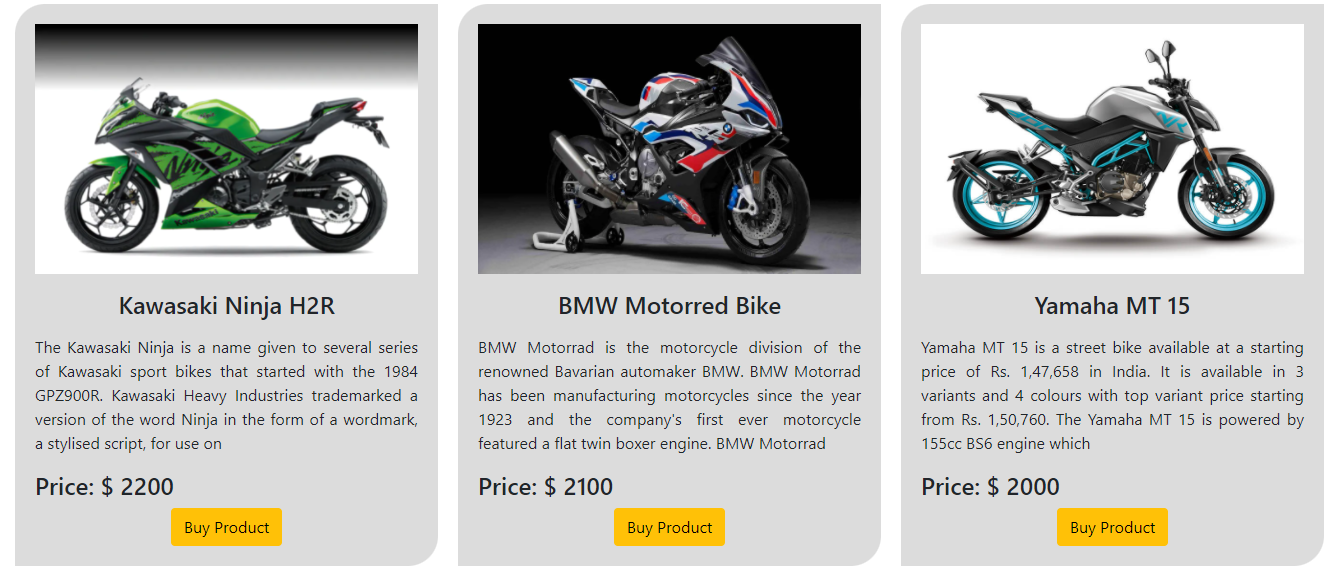 Kawasaki Ninja H2R
The Kawasaki Ninja is a name given to several series
of Kawasaki sport bikes that started with the 1984
GPZ900R. Kawasaki Heavy Industries trademarked a
version of the word Ninja in the form of a wordmark,
a stylised script, for use on
Price: $ 2200
Buy Product
BMW Motorred Bike
BMW Motorrad is the motorcycle division of the
renowned Bavarian automaker BMW. BMW Motorrad
has been manufacturing motorcycles since the year
1923 and the company's first ever motorcycle
featured a flat twin boxer engine. BMW Motorrad
Price: $ 2100
Buy Product
Yamaha MT 15
Yamaha MT 15 is a street bike available at a starting
price of Rs. 1,47,658 in India. It is available in 3
variants and 4 colours with top variant price starting
from Rs. 1,50,760. The Yamaha MT 15 is powered by
155cc BS6 engine which
Price: $ 2000
Buy Product
Ninja
Kawasaki